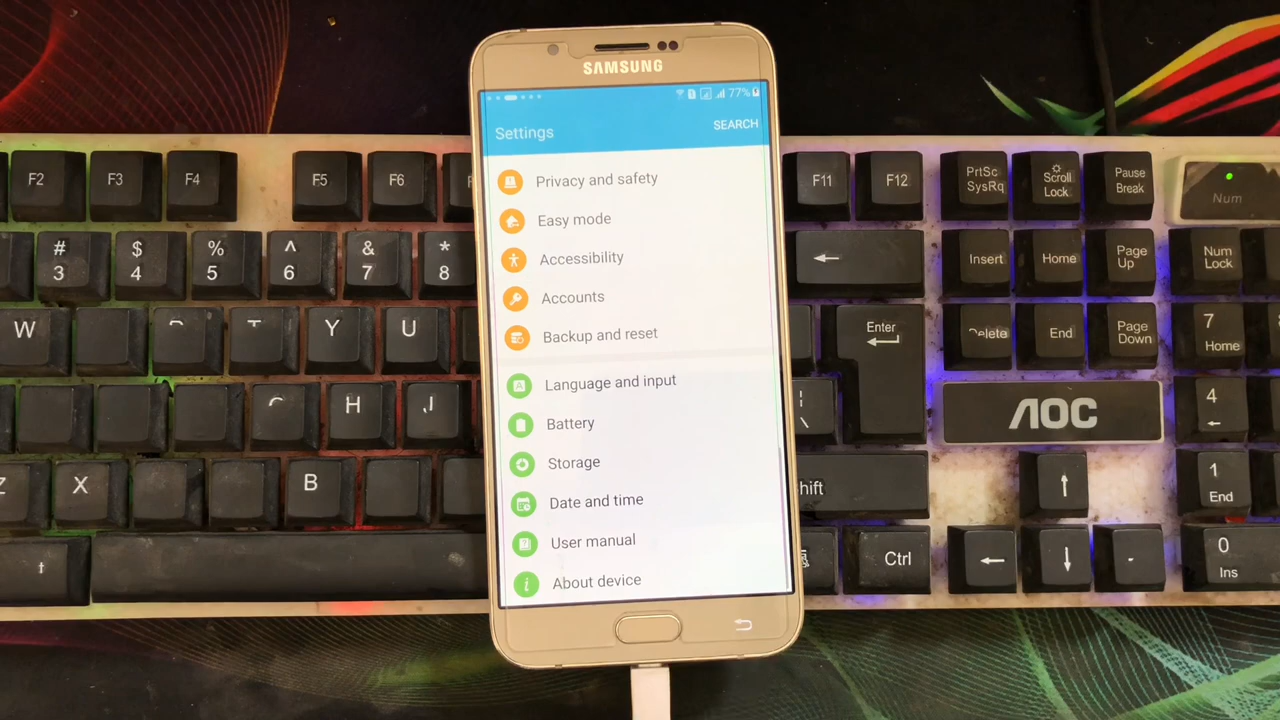 SAMSUNG
77%
Settings
SEARCH
Privacy and safety
Easy mode
Accessibility
Accounts
Backup and reset
Language and input
Battery
Storage
Date and time
User manual
About device
F2
F3
F4
F5
F6
F11
F12
PrtSc
SysRq
Scroll
Lock
Pause
Break
Num
#
3
$
4
%
5
^
6
&
7
*
8
Insert
Home
Page
Up
Num
Lock
W
Y
U
Enter
Delete
End
Page
Down
7
Home
H
J
\
AOC
4
X
B
hift
1
End
Ctrl
0
Ins